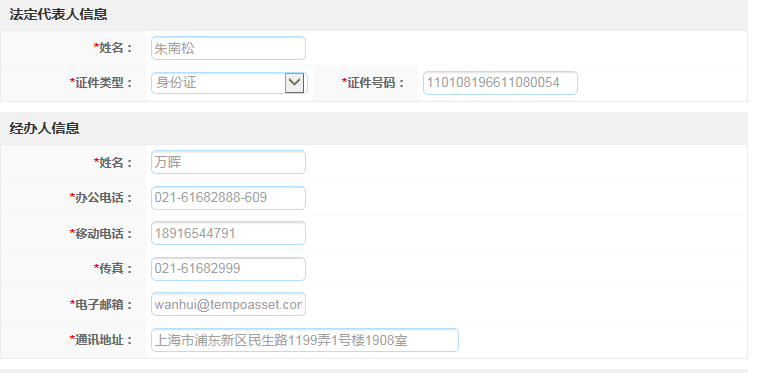 法定代表人信息
*姓名： 朱南松
*证件类型： 身份证 *证件号码： 110108196611080054
经办人信息
*姓名： 万晖
*办公电话： 021-61682888-609
*移动电话： 18916544791
*传真： 021-61682999
*电子邮箱： wanhui@tempoasset.cor
*通讯地址： 上海市浦东新区民生路1199弄1号楼1908室